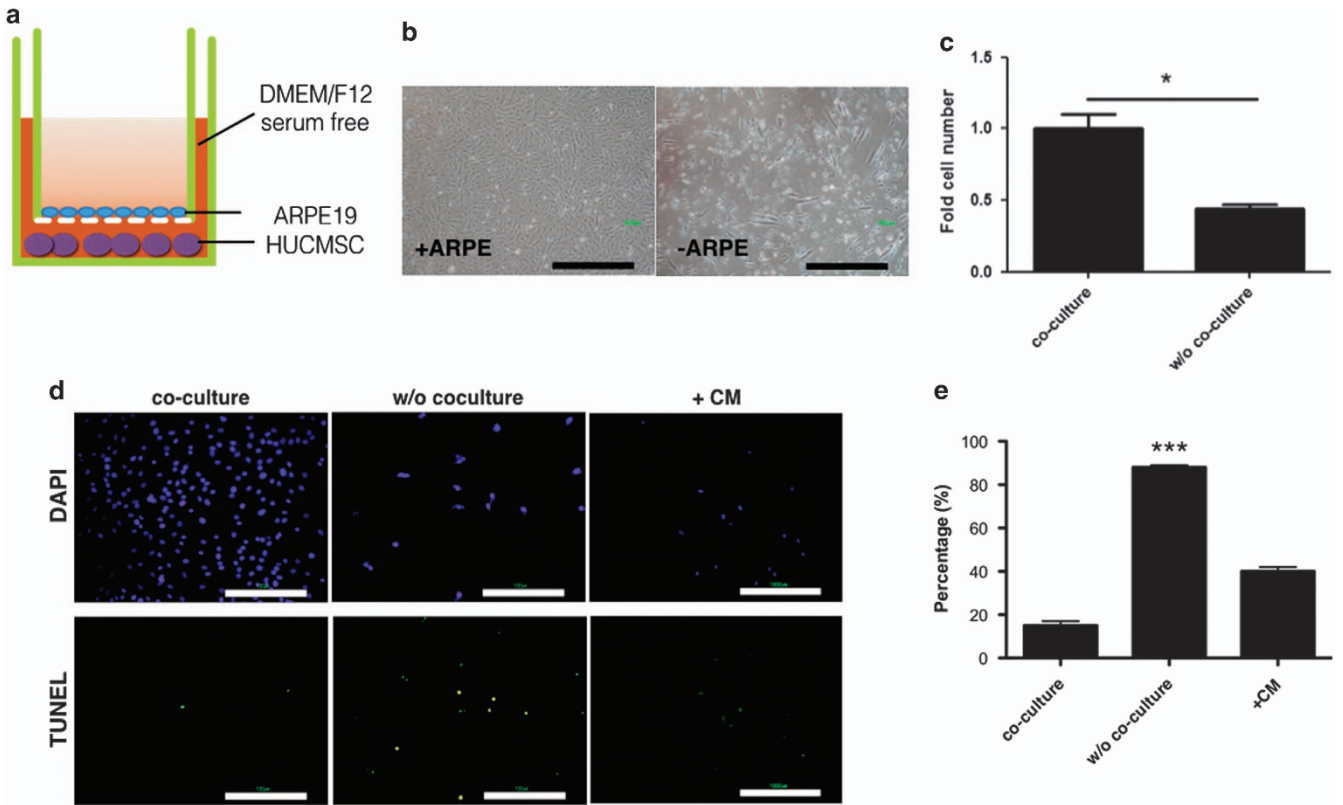 a
DMEM/F12
serum free
ARPE19
HUCMSC
b
+ARPE
-ARPE
c
Fold cell number
1.5
1.0
0.5
0.0
*
co-culture
w/o co-culture
d
co-culture
w/o coculture
+ CM
DAPI
TUNEL
e
Percentage (%)
100
80
60
40
20
0
***
co-culture
w/o co-culture
+CM